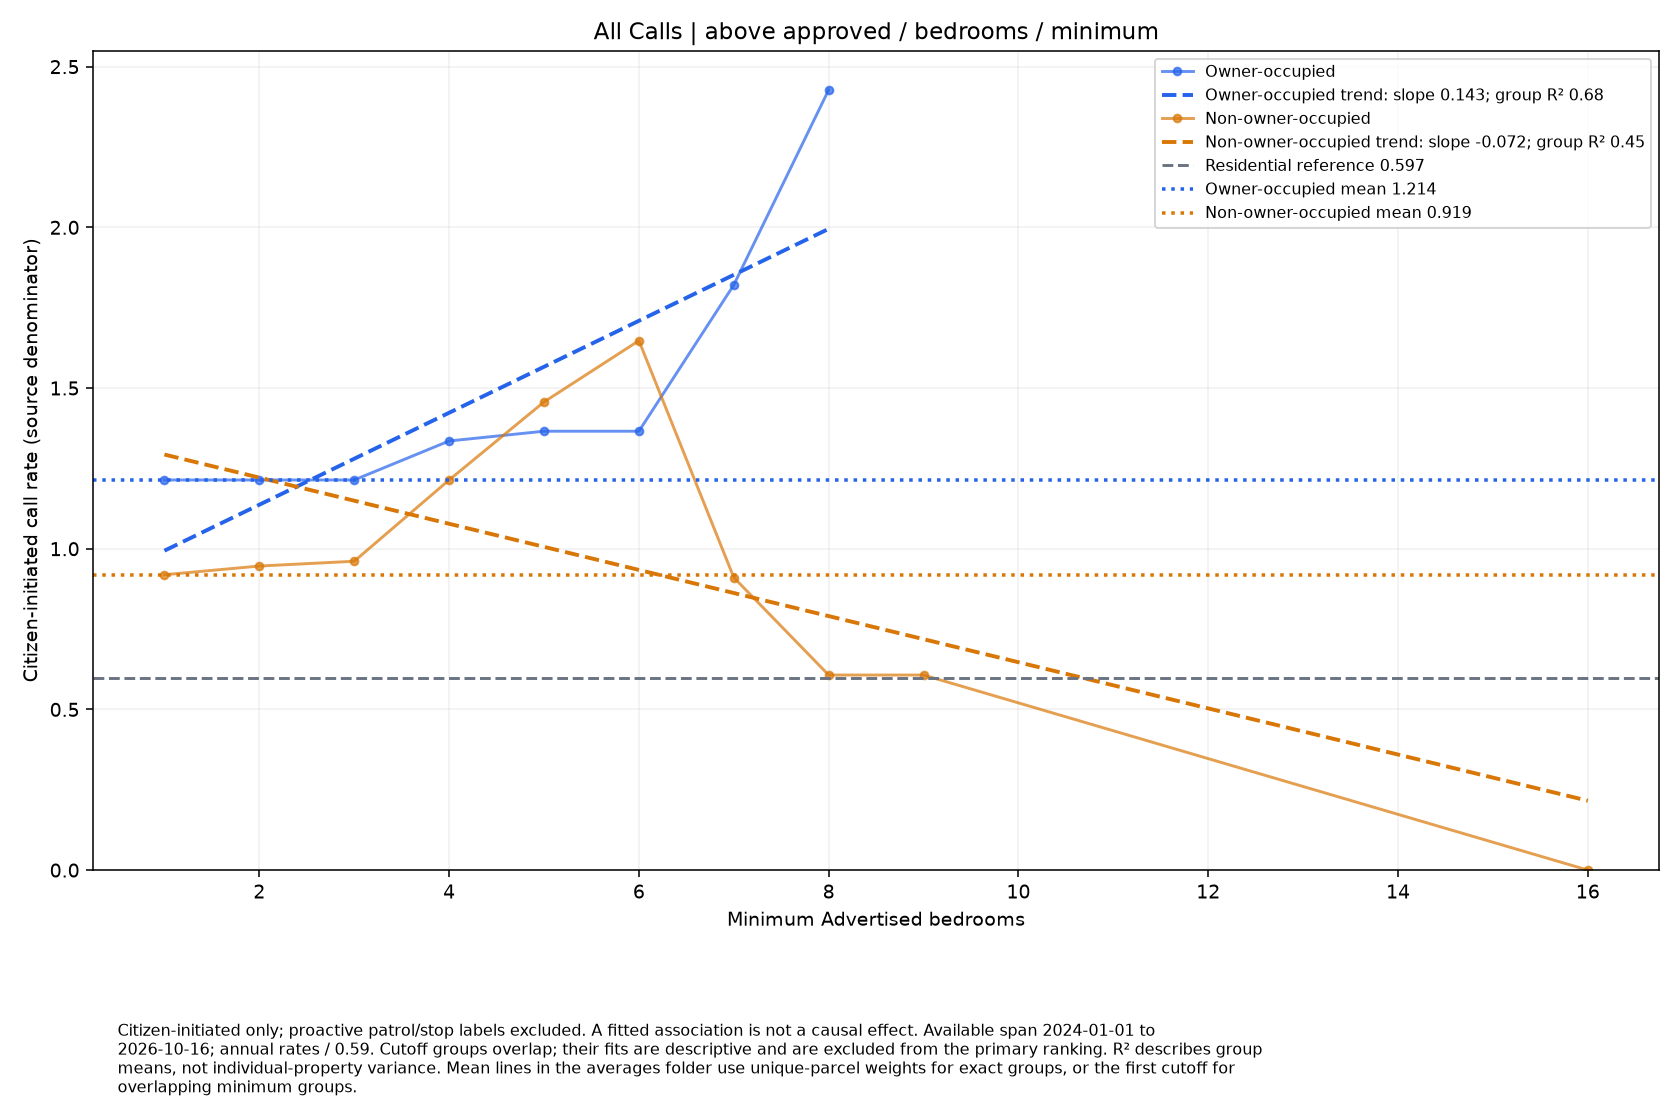 All Calls | above approved / bedrooms / minimum
Owner-occupied
Owner-occupied trend: slope 0.143; group R² 0.68
Non-owner-occupied
Non-owner-occupied trend: slope -0.072; group R² 0.45
Residential reference 0.597
Owner-occupied mean 1.214
Non-owner-occupied mean 0.919
Citizen-initiated call rate (source denominator)
2.5
2.0
1.5
1.0
0.5
0.0
2
4
6
8
10
12
14
16
Minimum Advertised bedrooms
Citizen-initiated only; proactive patrol/stop labels excluded. A fitted association is not a causal effect. Available span 2024-01-01 to
2026-10-16; annual rates / 0.59. Cutoff groups overlap; their fits are descriptive and are excluded from the primary ranking. R² describes group
means, not individual-property variance. Mean lines in the averages folder use unique-parcel weights for exact groups, or the first cutoff for
overlapping minimum groups.